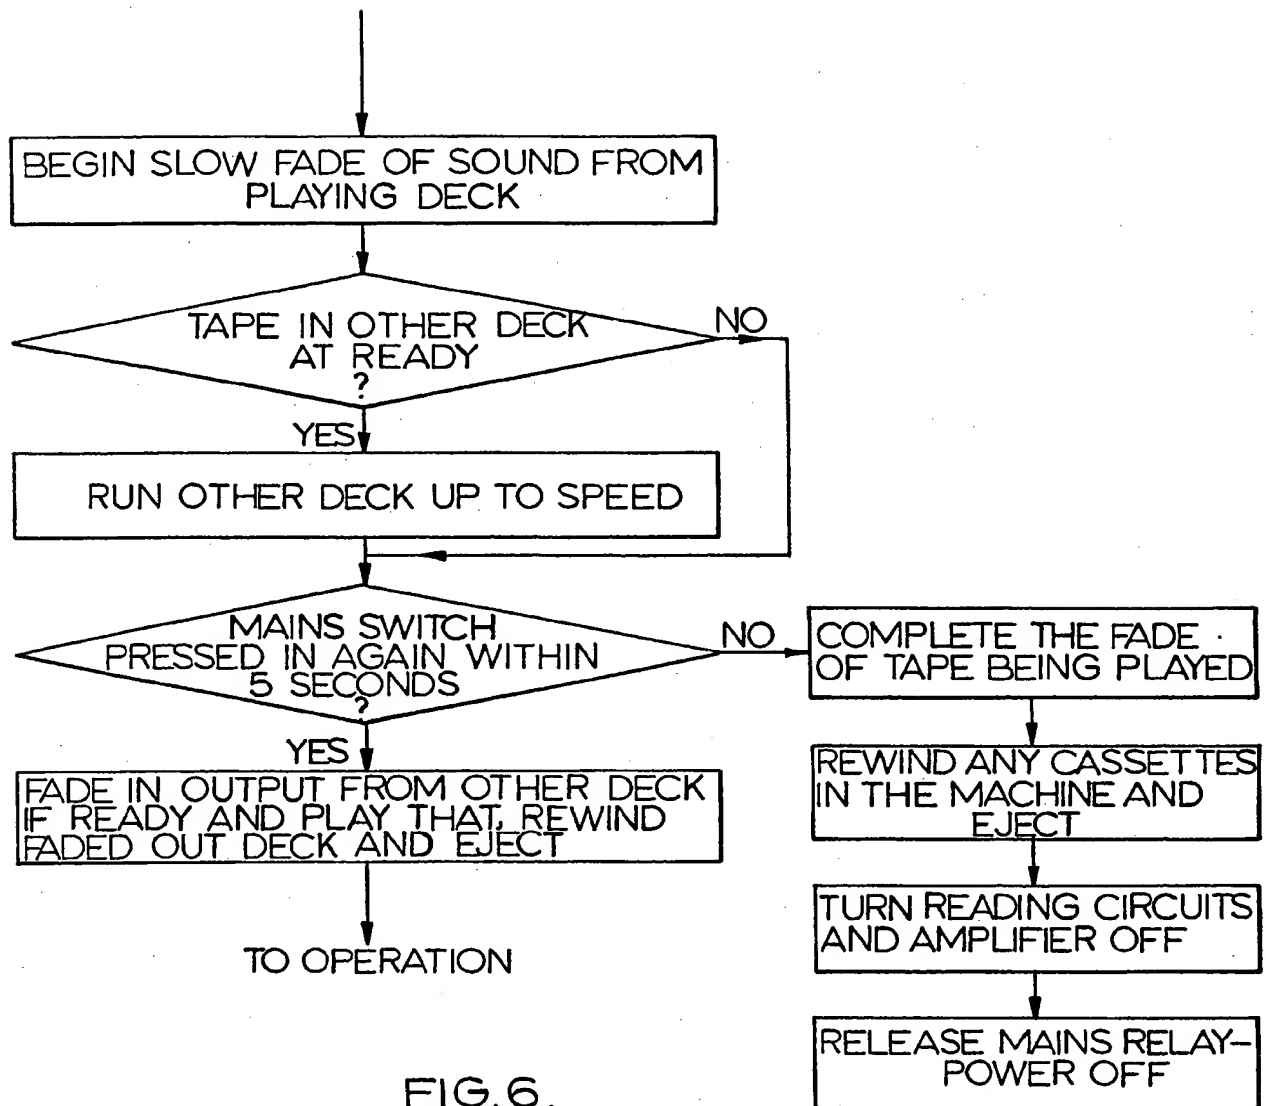 BEGIN SLOW FADE OF SOUND FROM
PLAYING DECK
TAPE IN OTHER DECK
AT READY
?
NO
YES
RUN OTHER DECK UP TO SPEED
MAINS SWITCH
PRESSED IN AGAIN WITHIN
5 SECONDS
?
NO
YES
FADE IN OUTPUT FROM OTHER DECK
IF READY AND PLAY THAT, REWIND
FADED OUT DECK AND EJECT
TO OPERATION
COMPLETE THE FADE
OF TAPE BEING PLAYED
REWIND ANY CASSETTES
IN THE MACHINE AND
EJECT
TURN READING CIRCUITS
AND AMPLIFIER OFF
RELEASE MAINS RELAY–
POWER OFF
FIG. 6.